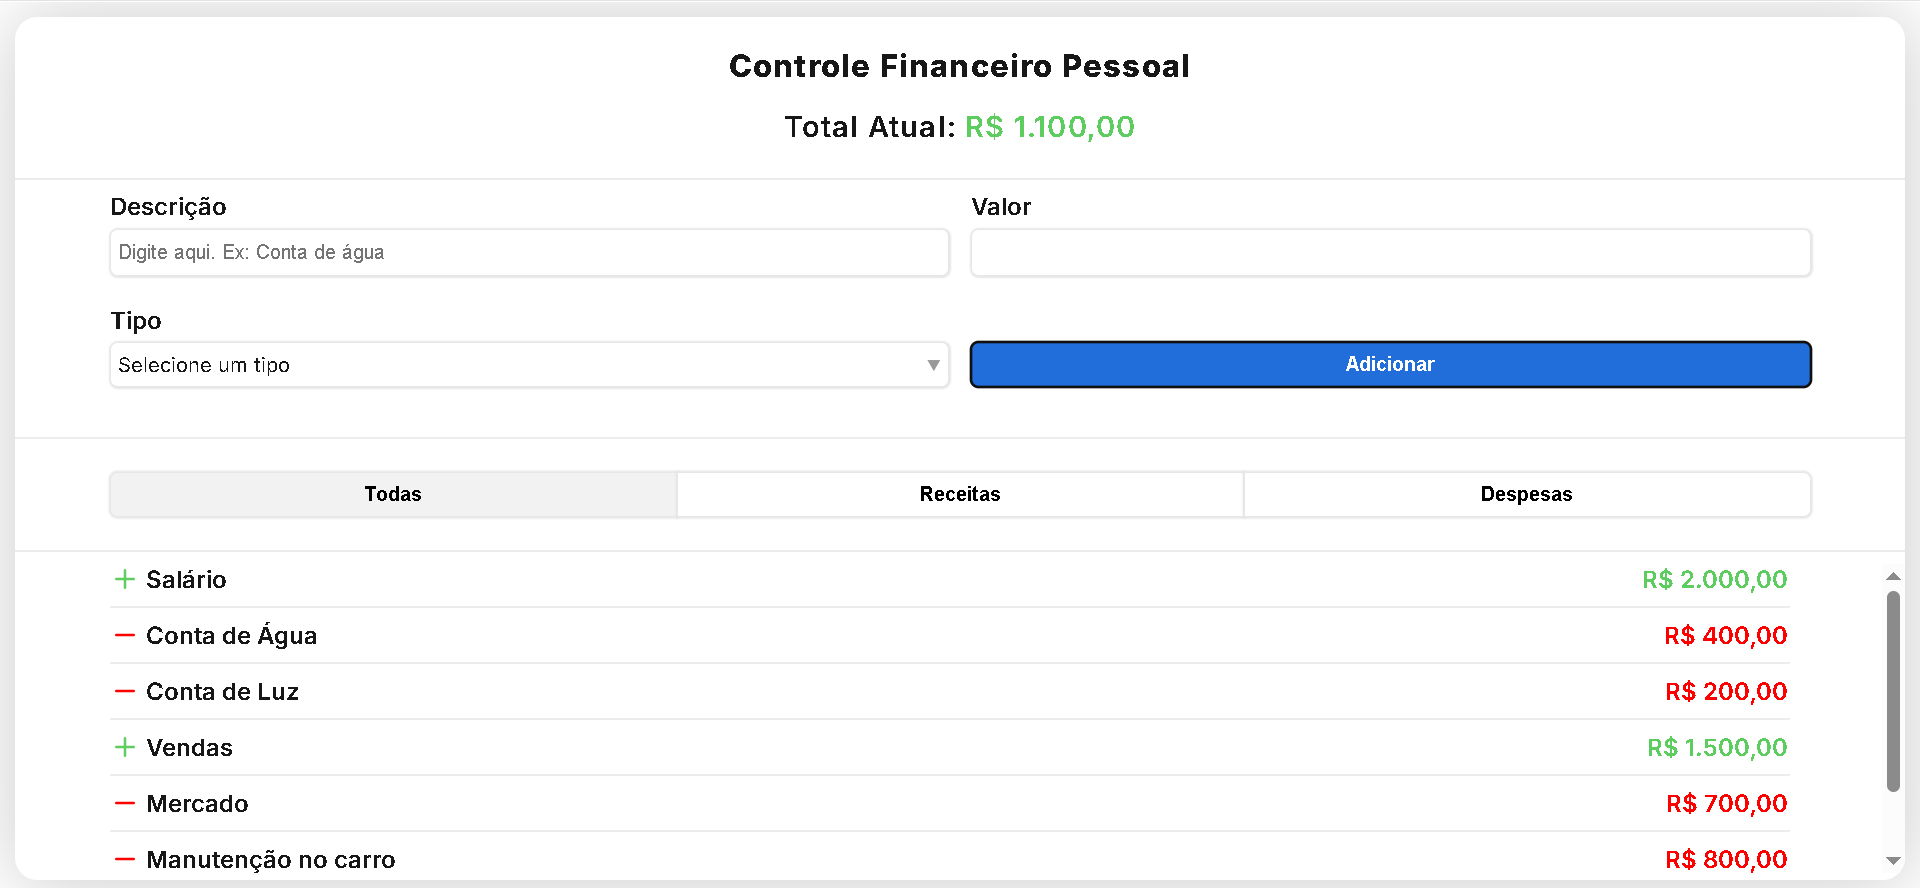 Controle Financeiro Pessoal
Total Atual: R$ 1.100,00
Descrição
Valor
Digite aqui. Ex: Conta de água
Tipo
Selecione um tipo
Adicionar
Todas
Receitas
Despesas
Salário R$ 2.000,00
Conta de Água R$ 400,00
Conta de Luz R$ 200,00
Vendas R$ 1.500,00
Mercado R$ 700,00
Manutenção no carro R$ 800,00